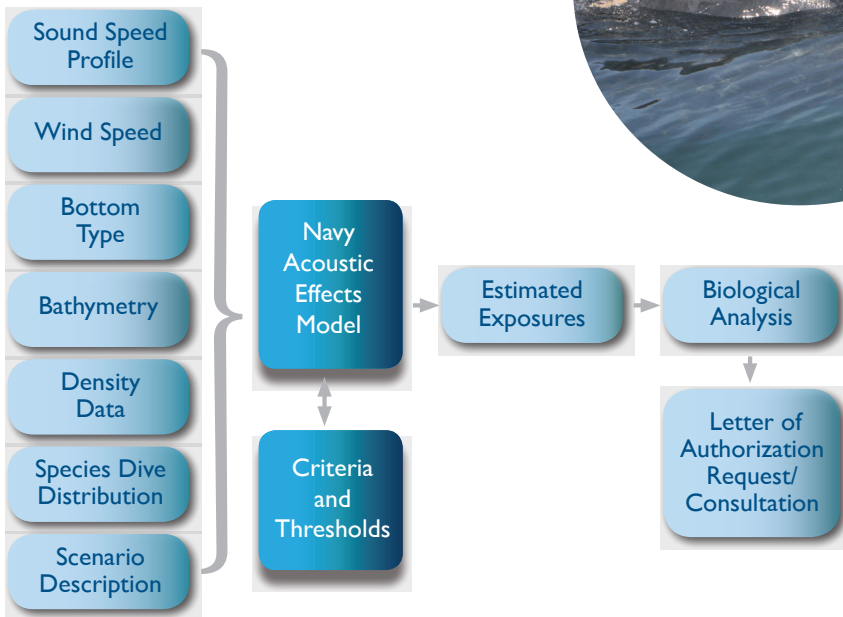 Sound Speed
Profile
Wind Speed
Bottom
Type
Bathymetry
Density
Data
Species Dive
Distribution
Scenario
Description
Navy
Acoustic
Effects
Model
Criteria
and
Thresholds
Estimated
Exposures
Biological
Analysis
Letter of
Authorization
Request/
Consultation